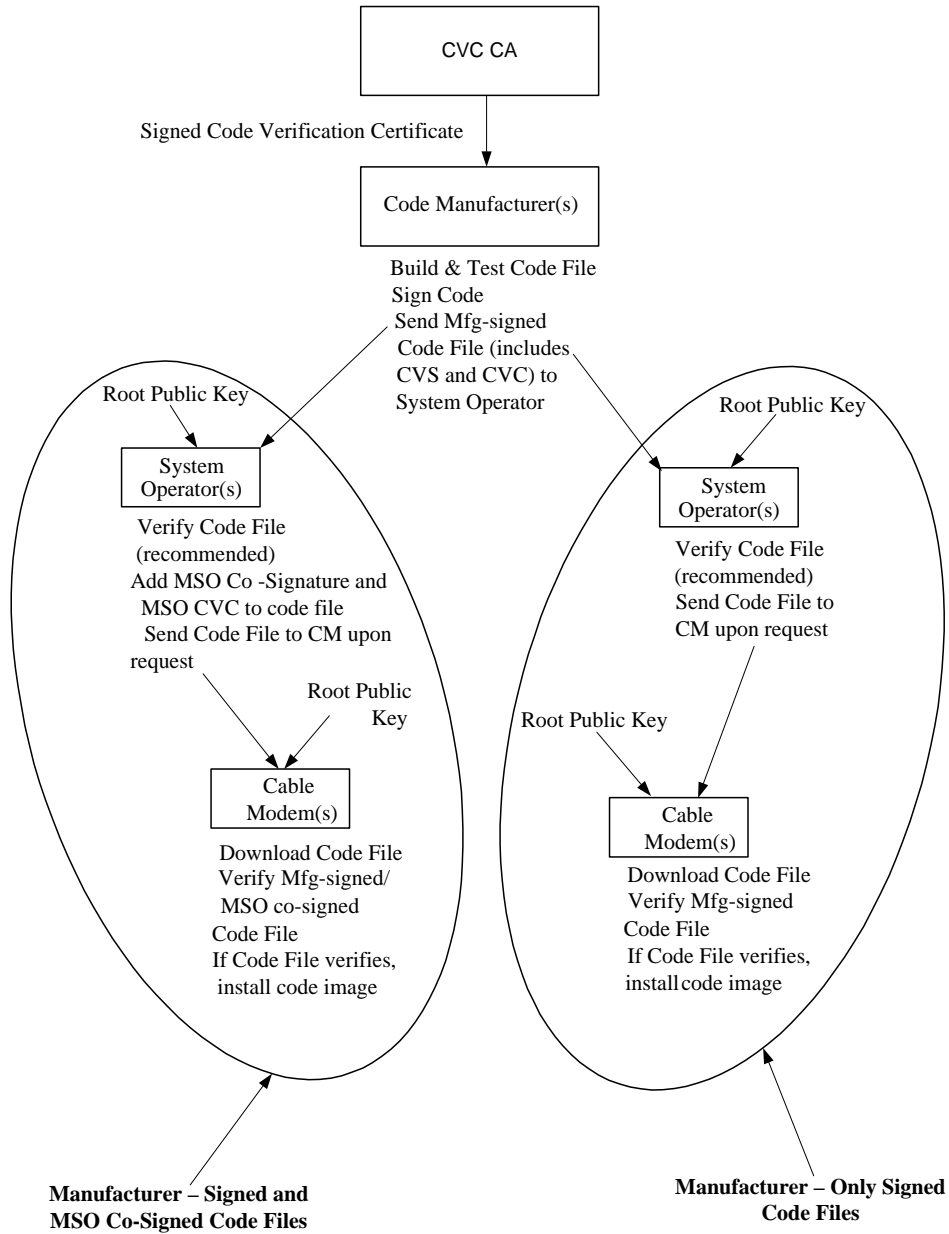 CVC CA
Signed Code Verification Certificate
Code Manufacturer(s)
Build & Test Code File
Sign Code
Send Mfg-signed
Code File (includes
CVS and CVC) to
System Operator
Root Public Key
System
Operator(s)
Verify Code File
(recommended)
Add MSO Co -Signature and
MSO CVC to code file
Send Code File to CM upon
request
Root Public
Key
Cable
Modem(s)
Download Code File
Verify Mfg-signed/
MSO co-signed
Code File
If Code File verifies,
install code image
Manufacturer – Signed and
MSO Co-Signed Code Files
Root Public Key
System
Operator(s)
Verify Code File
(recommended)
Send Code File to
CM upon request
Root Public Key
Cable
Modem(s)
Download Code File
Verify Mfg-signed
Code File
If Code File verifies,
install code image
Manufacturer – Only Signed
Code Files